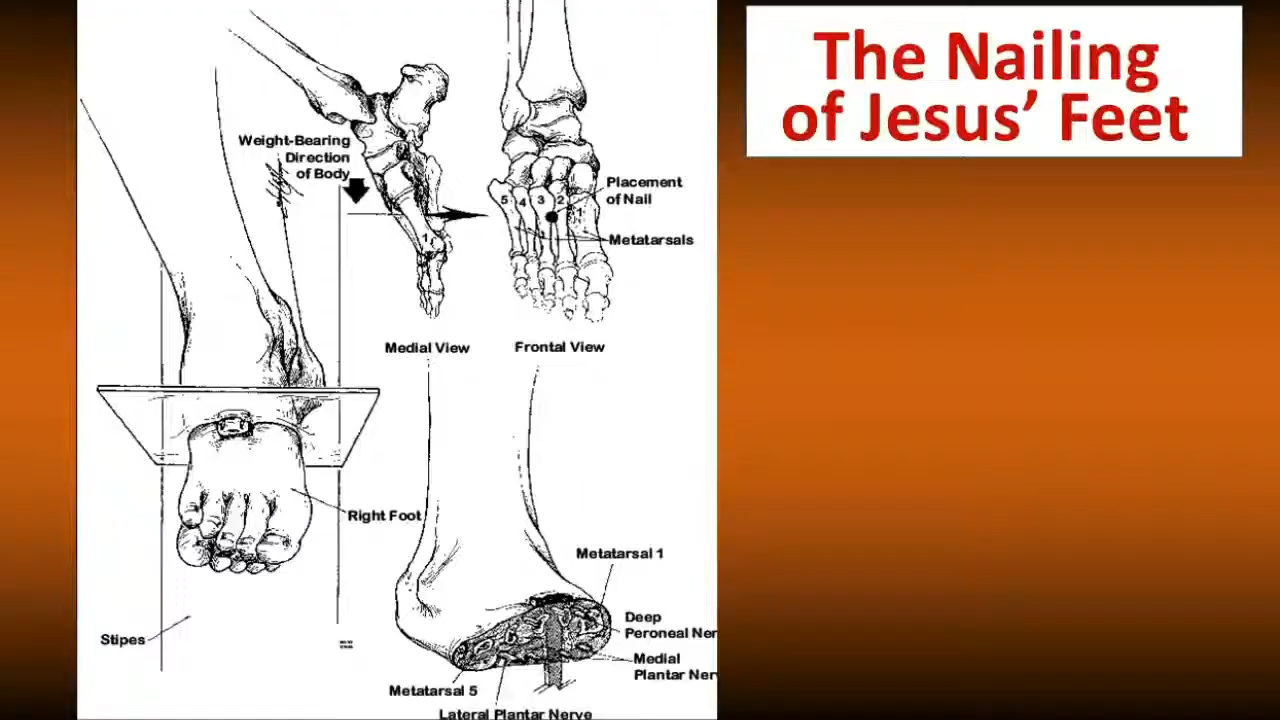 The Nailing
of Jesus' Feet
Weight-Bearing
Direction
of Body
Placement
of Nail
5 4 3 2 1
1
Metatarsals
Medial View
Frontal View
Right Foot
Stipes
Metatarsal 1
Deep
Peroneal Ner
Medial
Plantar Ner
Metatarsal 5
Lateral Plantar Nerve